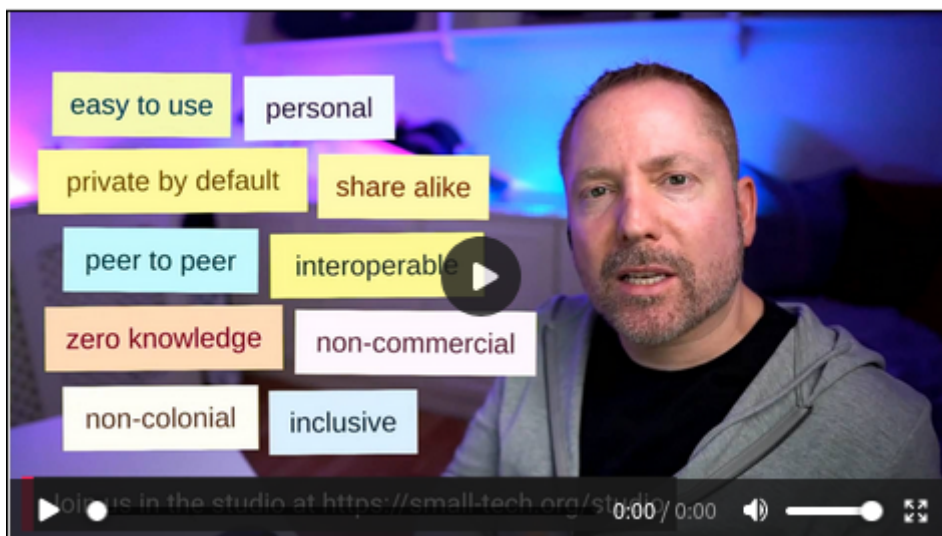 easy to use
personal
private by default
share alike
peer to peer
interoperable
zero knowledge
non-commercial
non-colonial
inclusive
Join us in the studio at https://small-tech.org/studio
0:00 / 0:00